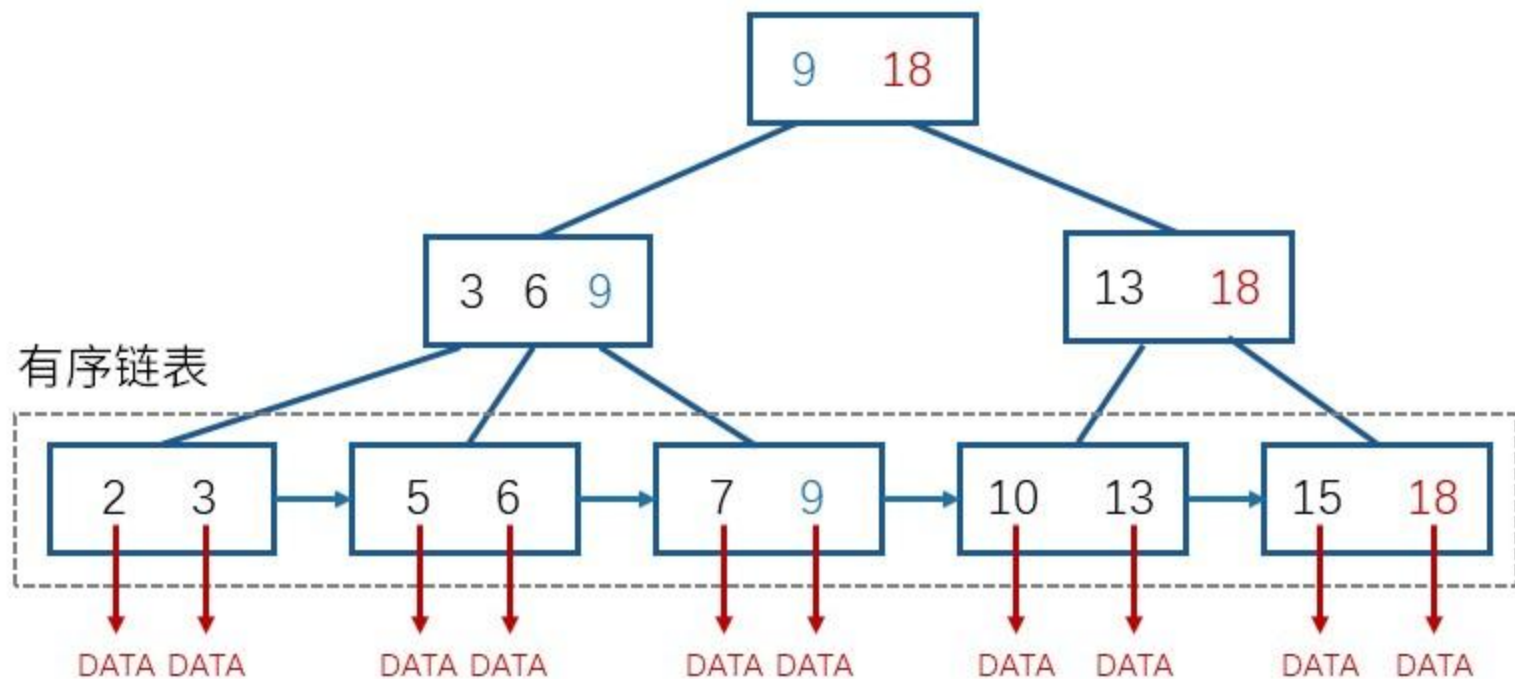 9 18
3 6 9
13 18
有序链表
2 3
5 6
7 9
10 13
15 18
DATA DATA
DATA DATA
DATA DATA
DATA DATA
DATA DATA